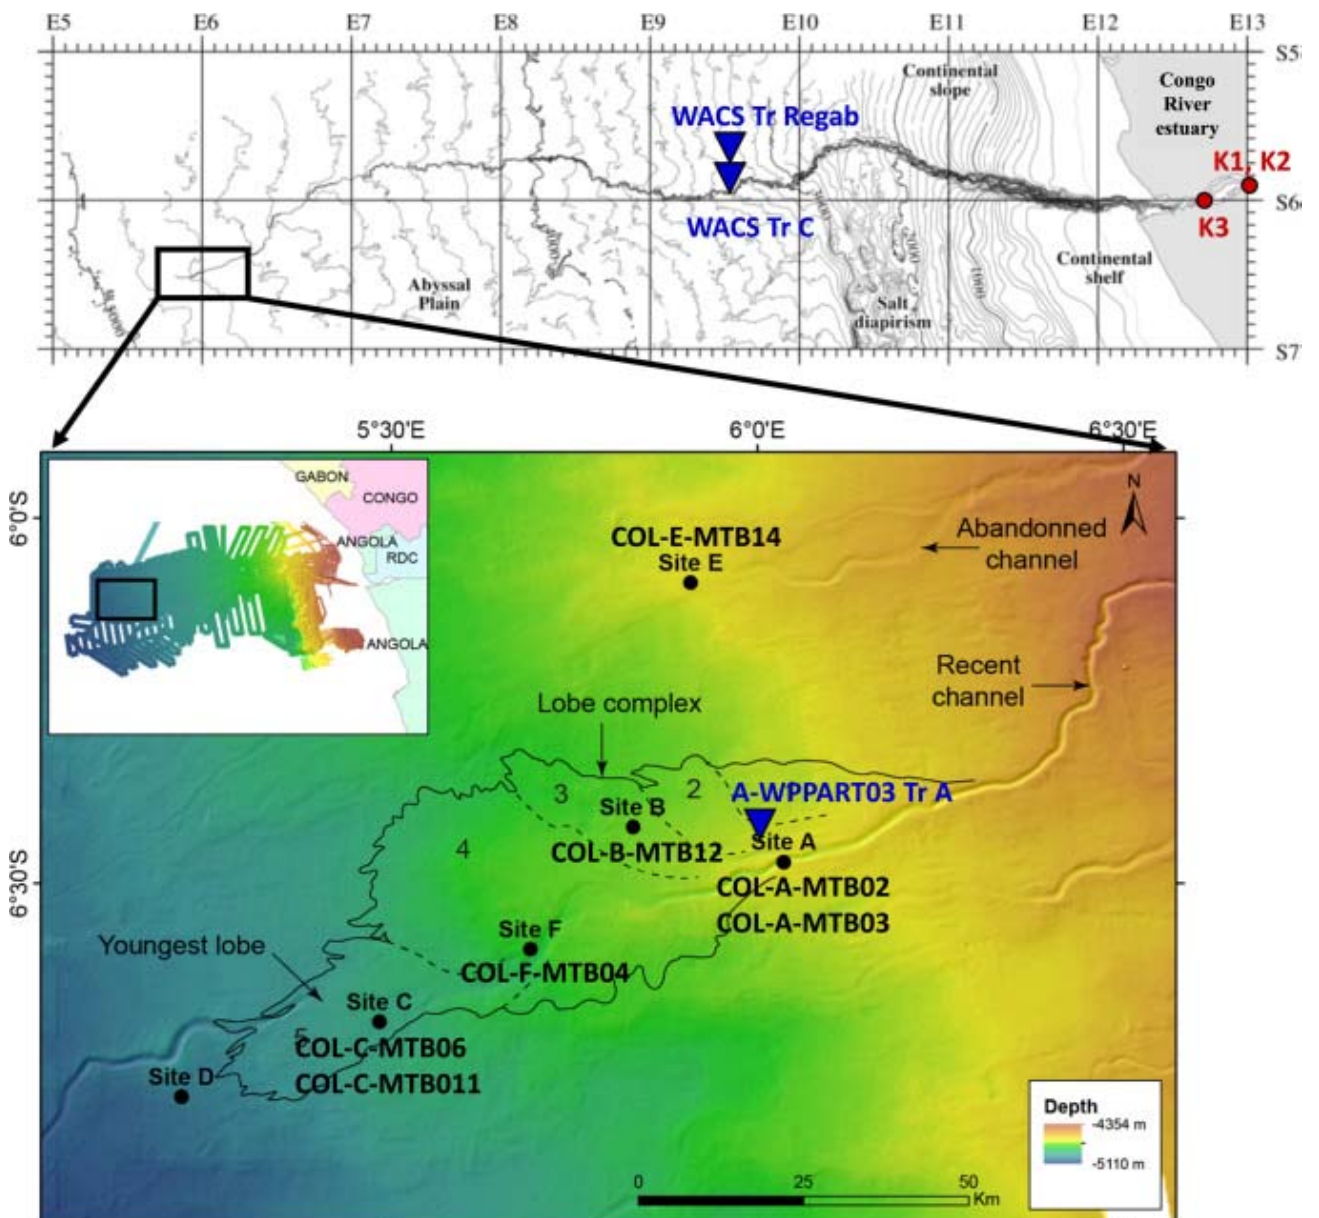 E5 E6 E7 E8 E9 E10 E11 E12 E13
S5
Continental
slope
Congo
River
estuary
WACS Tr Regab
K1, K2
S6
WACS Tr C
K3
Continental
shelf
Abyssal
Plain
4000
2000
1000
Salt
diapirism
S7
5°30'E 6°0'E 6°30'E
GABON
CONGO
ANGOLA
RDC
ANGOLA
N
6°0'S
COL-E-MTB14
Site E
Abandonned
channel
Recent
channel
Lobe complex
3
2
A-WPPART03 Tr A
Site B
Site A
4
COL-B-MTB12
6°30'S
COL-A-MTB02
COL-A-MTB03
Site F
Youngest lobe
COL-F-MTB04
Site C
5
COL-C-MTB06
Site D
COL-C-MTB011
Depth
-4354 m
-5110 m
0 25 50
Km